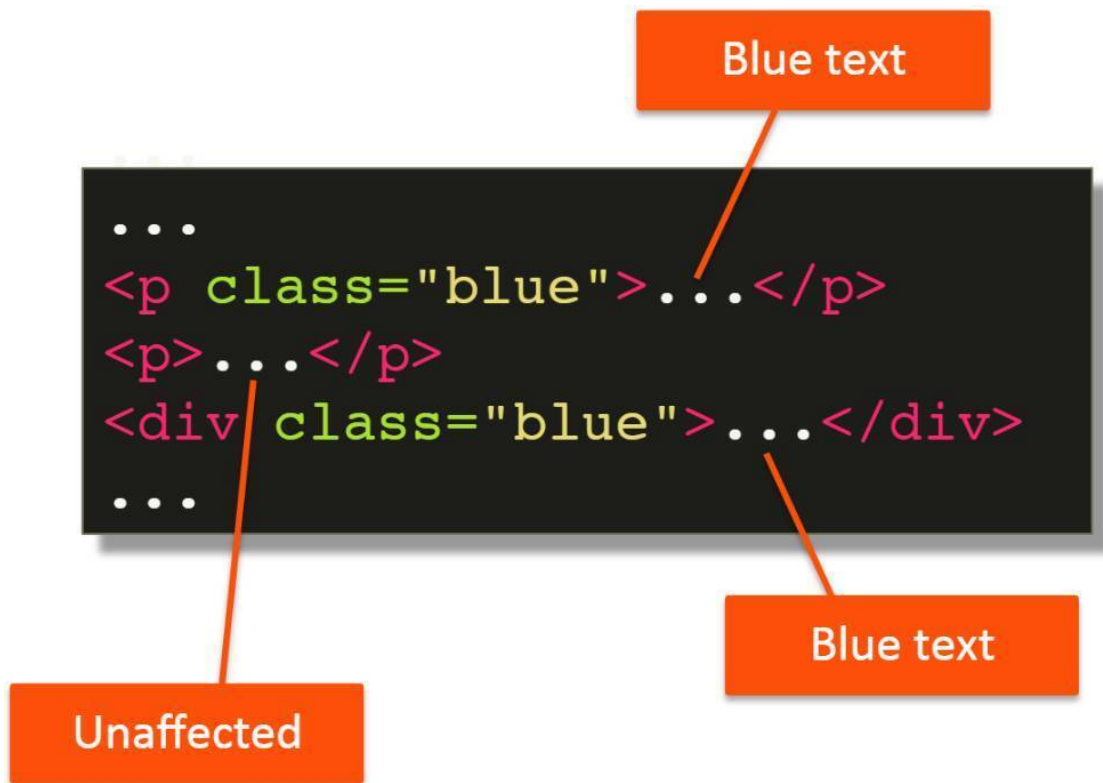 Blue text
...
...
<p class="blue">...</p>
<p>...</p>
<div class="blue">...</div>
...
Blue text
Unaffected